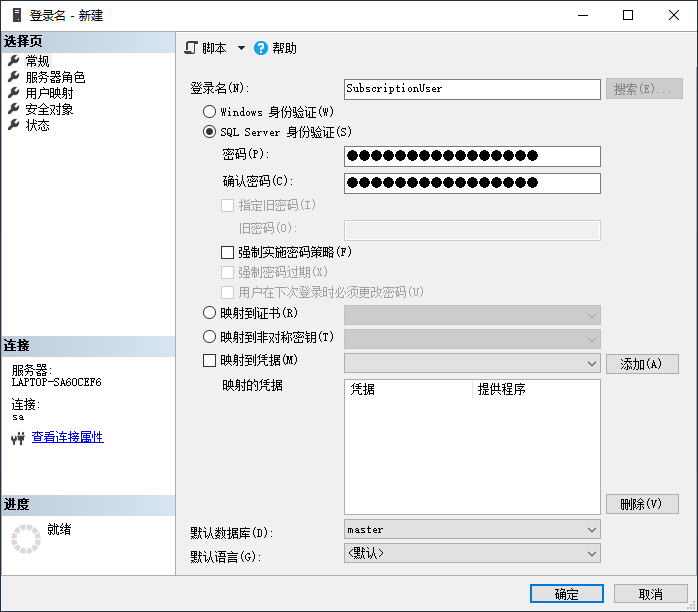 登录名 - 新建
选择页
常规
服务器角色
用户映射
安全对象
状态
连接
服务器:
LAPTOP-SA60CEF6
连接:
sa
查看连接属性
进度
就绪
脚本 帮助
登录名(N): SubscriptionUser 搜索(E)...
Windows 身份验证(W)
SQL Server 身份验证(S)
密码(P): ●●●●●●●●●●●●●●●●
确认密码(C): ●●●●●●●●●●●●●●●●
指定旧密码(I)
旧密码(O):
强制实施密码策略(F)
强制密码过期(X)
用户在下次登录时必须更改密码(U)
映射到证书(R)
映射到非对称密钥(T)
映射到凭据(M) 添加(A)
映射的凭据 凭据 提供程序
删除(V)
默认数据库(D): master
默认语言(G): <默认>
确定 取消